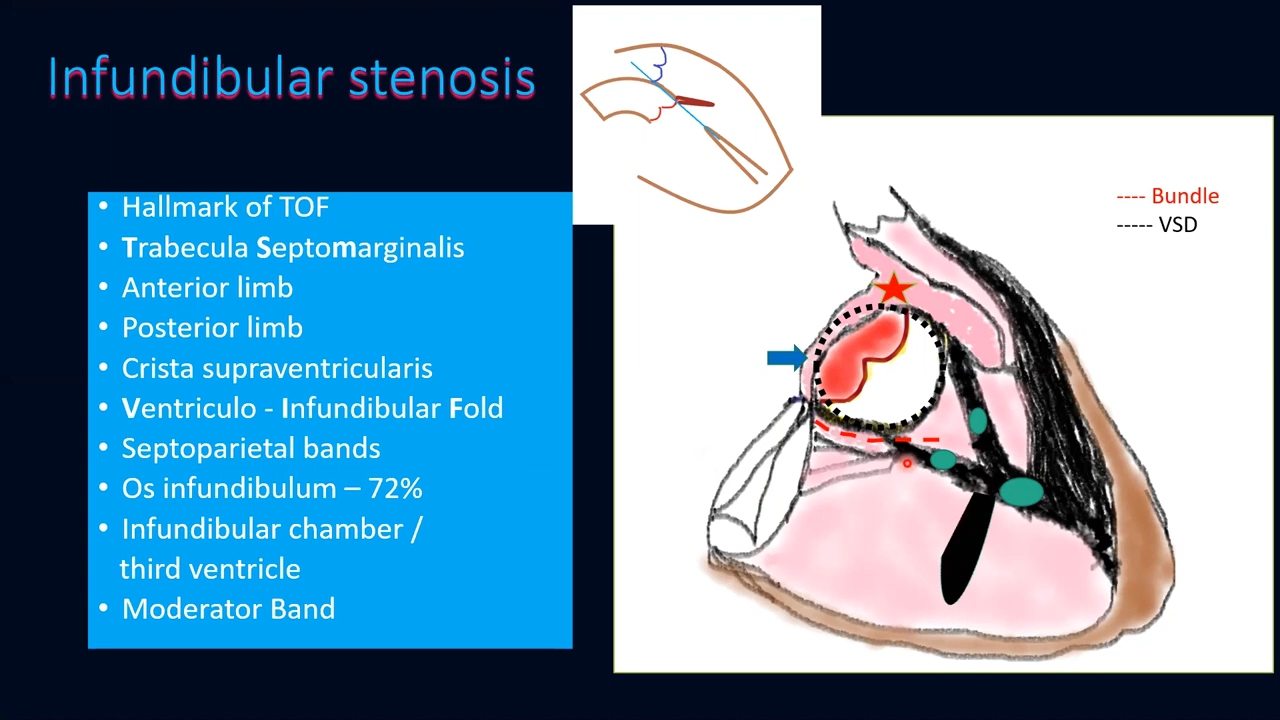 Infundibular stenosis
• Hallmark of TOF
• Trabecula Septomarginalis
• Anterior limb
• Posterior limb
• Crista supraventricularis
• Ventriculo - Infundibular Fold
• Septoparietal bands
• Os infundibulum – 72%
• Infundibular chamber /
third ventricle
• Moderator Band
---- Bundle
----- VSD